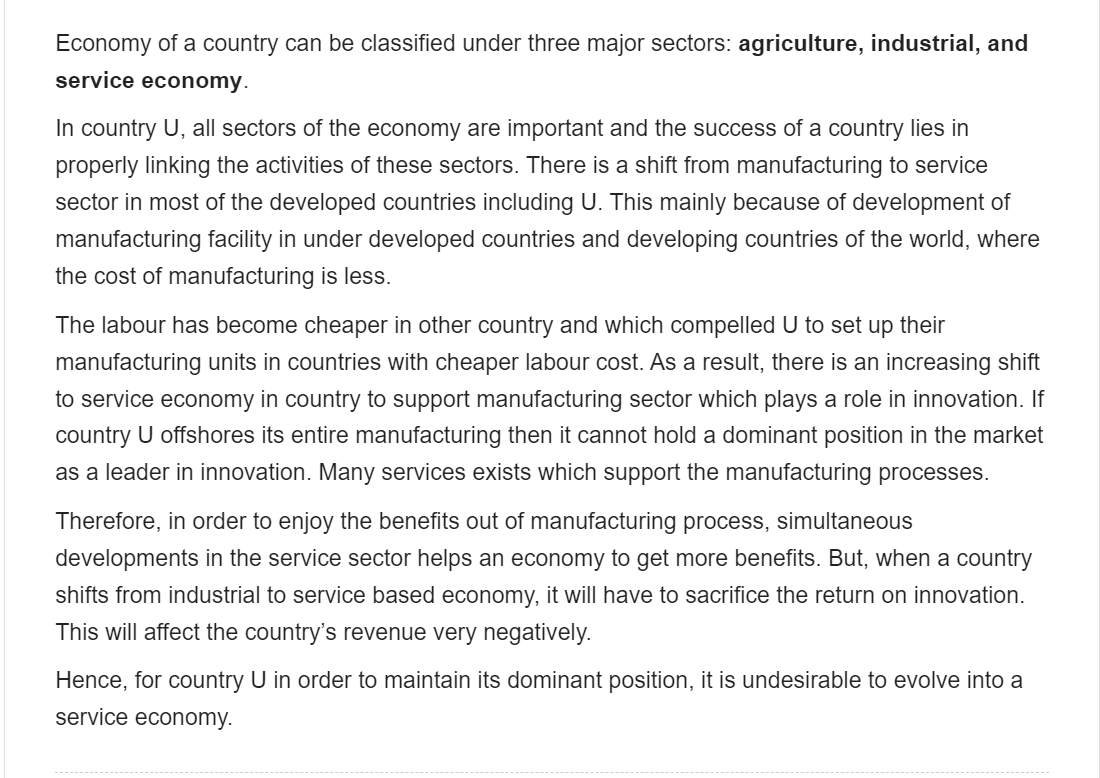 Economy of a country can be classified under three major sectors: agriculture, industrial, and
service economy.
In country U, all sectors of the economy are important and the success of a country lies in
properly linking the activities of these sectors. There is a shift from manufacturing to service
sector in most of the developed countries including U. This mainly because of development of
manufacturing facility in under developed countries and developing countries of the world, where
the cost of manufacturing is less.
The labour has become cheaper in other country and which compelled U to set up their
manufacturing units in countries with cheaper labour cost. As a result, there is an increasing shift
to service economy in country to support manufacturing sector which plays a role in innovation. If
country U offshores its entire manufacturing then it cannot hold a dominant position in the market
as a leader in innovation. Many services exists which support the manufacturing processes.
Therefore, in order to enjoy the benefits out of manufacturing process, simultaneous
developments in the service sector helps an economy to get more benefits. But, when a country
shifts from industrial to service based economy, it will have to sacrifice the return on innovation.
This will affect the country’s revenue very negatively.
Hence, for country U in order to maintain its dominant position, it is undesirable to evolve into a
service economy.